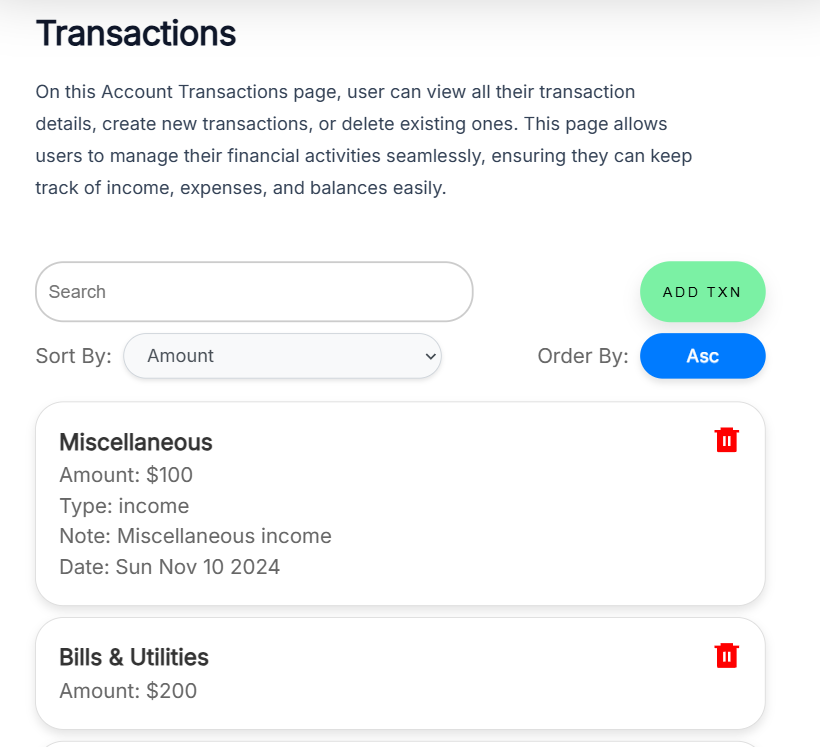 Transactions
On this Account Transactions page, user can view all their transaction
details, create new transactions, or delete existing ones. This page allows
users to manage their financial activities seamlessly, ensuring they can keep
track of income, expenses, and balances easily.
Search
ADD TXN
Sort By: Amount
Order By: Asc
Miscellaneous
Amount: $100
Type: income
Note: Miscellaneous income
Date: Sun Nov 10 2024
Bills & Utilities
Amount: $200